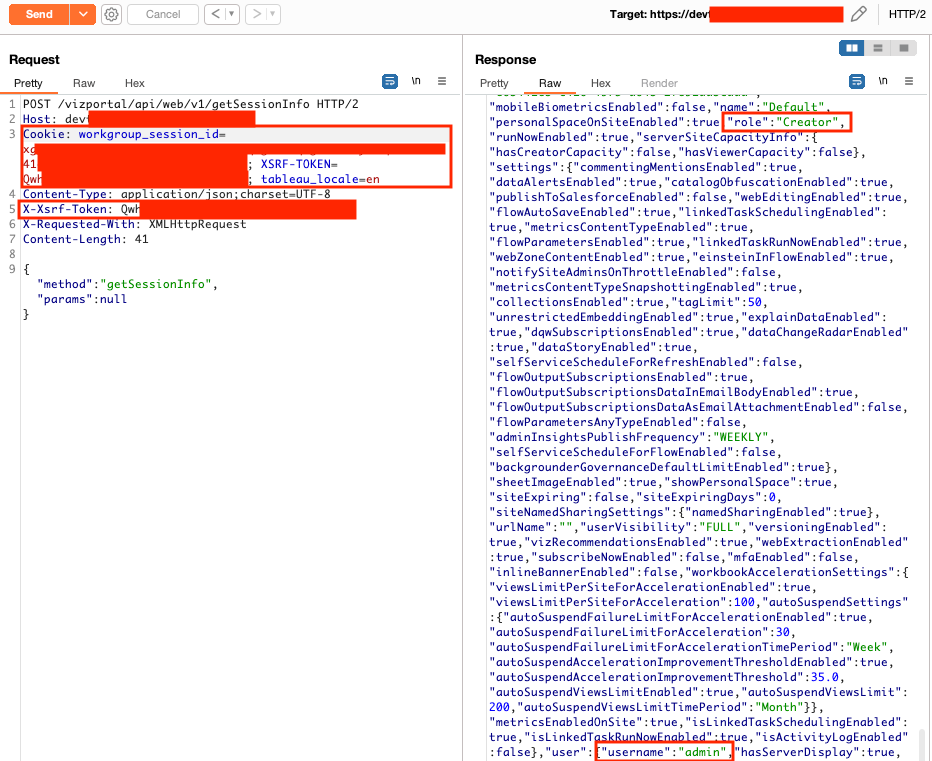 Send
Cancel
Target: https://dev
HTTP/2
Request
Pretty Raw Hex
\n
1 POST /vizportal/api/web/v1/getSessionInfo HTTP/2
2 Host: dev
3 Cookie: workgroup_session_id=
41 ; XSRF-TOKEN=
Qwh ; tableau_locale=en
4 Content-Type: application/json;charset=UTF-8
5 X-Xsrf-Token: Qwh
6 X-Requested-With: XMLHttpRequest
7 Content-Length: 41
8
9 {
"method":"getSessionInfo",
"params":null
}
Response
Pretty Raw Hex Render
\n
"mobileBiometricsEnabled":false,"name":"Default",
"personalSpaceOnSiteEnabled":true,"role":"Creator",
"runNowEnabled":true,"serverSiteCapacityInfo":{
"hasCreatorCapacity":false,"hasViewerCapacity":false},
"settings":{"commentingMentionsEnabled":true,
"dataAlertsEnabled":true,"catalogObfuscationEnabled":true,
"publishToSalesforceEnabled":false,"webEditingEnabled":true,
"flowAutoSaveEnabled":true,"linkedTaskSchedulingEnabled":
true,"metricsContentTypeEnabled":true,
"flowParametersEnabled":true,"linkedTaskRunNowEnabled":true,
"webZoneContentEnabled":true,"einsteinInFlowEnabled":true,
"notifySiteAdminsOnThrottleEnabled":false,
"metricsContentTypeSnapshottingEnabled":true,
"collectionsEnabled":true,"tagLimit":50,
"unrestrictedEmbeddingEnabled":true,"explainDataEnabled":
true,"dqwSubscriptionsEnabled":true,"dataChangeRadarEnabled"
:true,"dataStoryEnabled":true,
"selfServiceScheduleForRefreshEnabled":false,
"flowOutputSubscriptionsEnabled":true,
"flowOutputSubscriptionsDataInEmailBodyEnabled":true,
"flowOutputSubscriptionsDataAsEmailAttachmentEnabled":false,
"flowParametersAnyTypeEnabled":false,
"adminInsightsPublishFrequency":"WEEKLY",
"selfServiceScheduleForFlowEnabled":false,
"backgrounderGovernanceDefaultLimitEnabled":true},
"sheetImageEnabled":true,"showPersonalSpace":true,
"siteExpiring":false,"siteExpiringDays":0,
"siteNamedSharingSettings":{"namedSharingEnabled":true},
"urlName":"","userVisibility":"FULL","versioningEnabled":
true,"vizRecommendationsEnabled":true,"webExtractionEnabled"
:true,"subscribeNowEnabled":false,"mfaEnabled":false,
"inlineBannerEnabled":false,"workbookAccelerationSettings":{
"viewsLimitPerSiteForAccelerationEnabled":true,
"viewsLimitPerSiteForAcceleration":100,"autoSuspendSettings"
:{"autoSuspendFailureLimitForAccelerationEnabled":true,
"autoSuspendFailureLimitForAcceleration":30,
"autoSuspendFailureLimitForAccelerationTimePeriod":"Week",
"autoSuspendAccelerationImprovementThresholdEnabled":true,
"autoSuspendAccelerationImprovementThreshold":35.0,
"autoSuspendViewsLimitEnabled":true,"autoSuspendViewsLimit":
200,"autoSuspendViewsLimitTimePeriod":"Month"}},
"metricsEnabledOnSite":true,"isLinkedTaskSchedulingEnabled":
true,"isLinkedTaskRunNowEnabled":true,"isActivityLogEnabled"
:false},"user":{"username":"admin","hasServerDisplay":true,